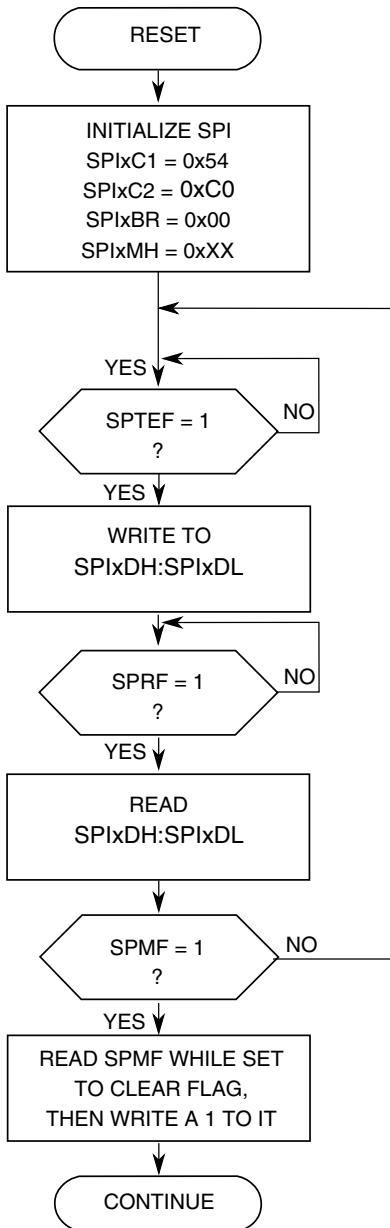 RESET
INITIALIZE SPI
SPIxC1 = 0x54
SPIxC2 = 0xC0
SPIxBR = 0x00
SPIxMH = 0xXX
YES
SPTEF = 1
?
NO
YES
WRITE TO
SPIxDH:SPIxDL
SPRF = 1
?
NO
YES
READ
SPIxDH:SPIxDL
SPMF = 1
?
NO
YES
READ SPMF WHILE SET
TO CLEAR FLAG,
THEN WRITE A 1 TO IT
CONTINUE